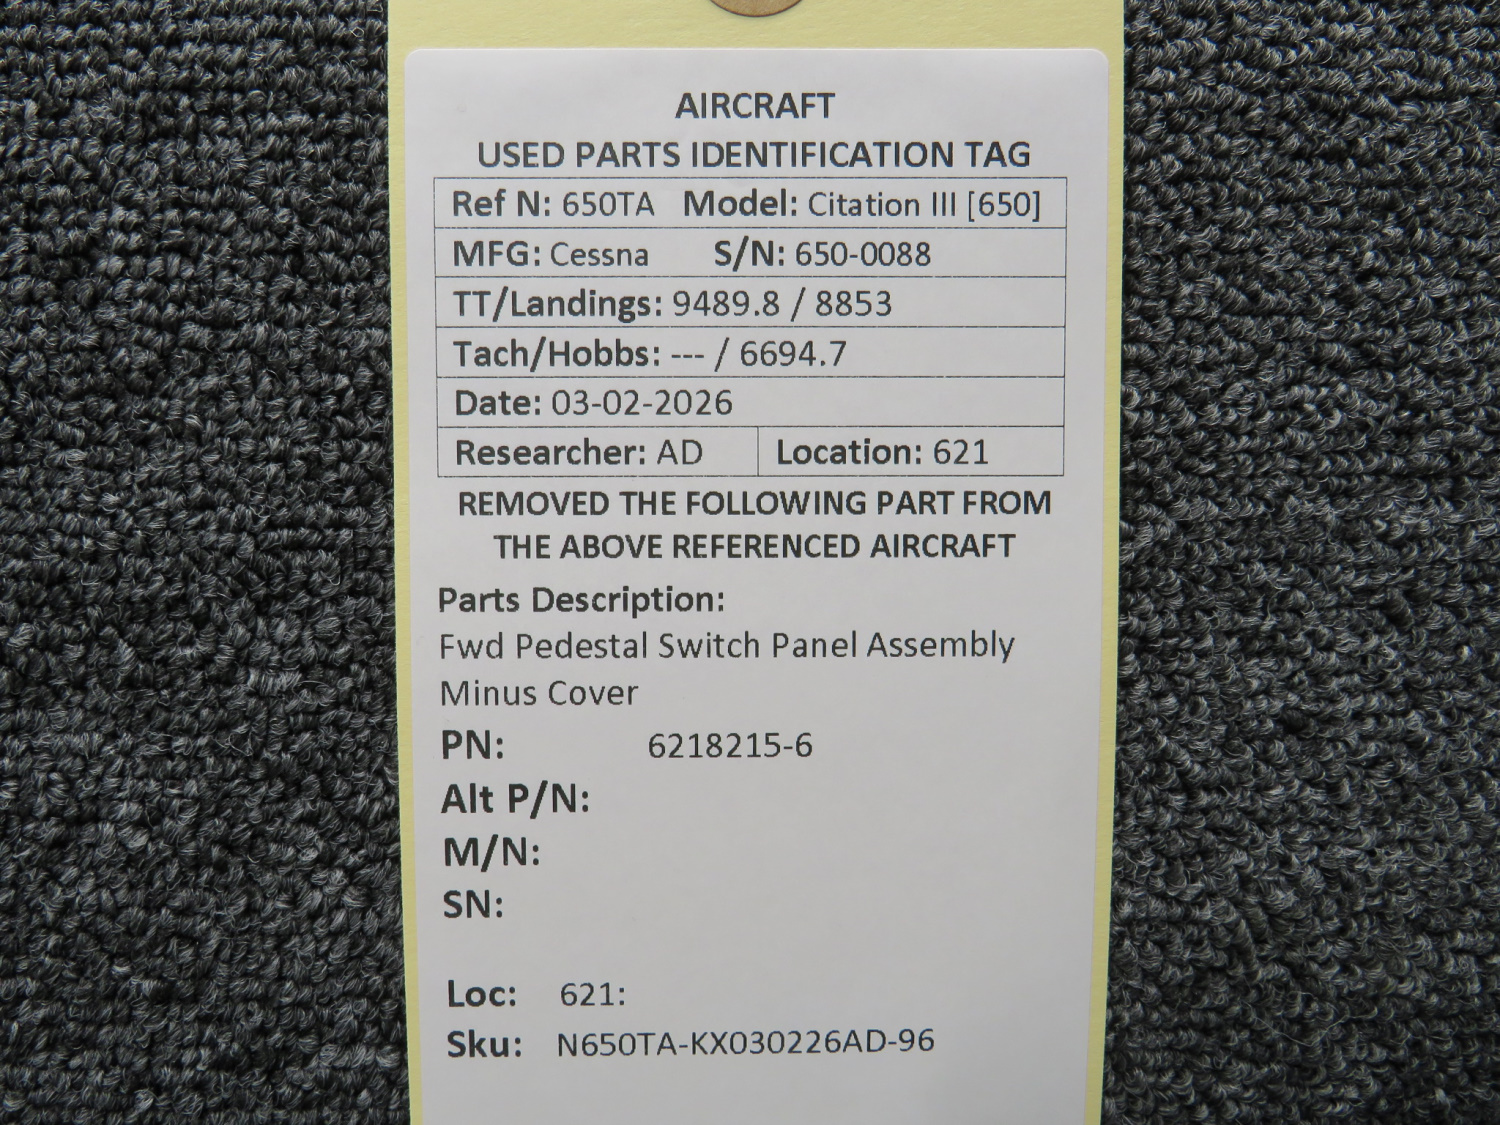 AIRCRAFT
USED PARTS IDENTIFICATION TAG
Ref N: 650TA Model: Citation III [650]
MFG: Cessna S/N: 650-0088
TT/Landings: 9489.8 / 8853
Tach/Hobbs: --- / 6694.7
Date: 03-02-2026
Researcher: AD Location: 621
REMOVED THE FOLLOWING PART FROM
THE ABOVE REFERENCED AIRCRAFT
Parts Description:
Fwd Pedestal Switch Panel Assembly
Minus Cover
PN: 6218215-6
Alt P/N:
M/N:
SN:
Loc: 621:
Sku: N650TA-KX030226AD-96